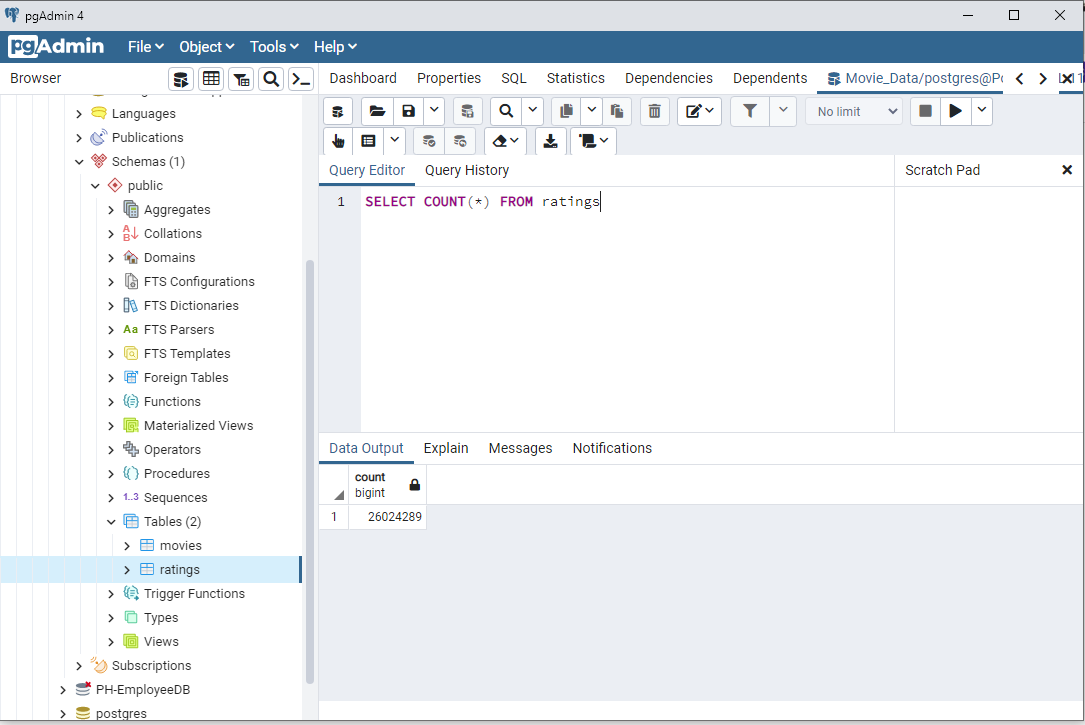 pgAdmin 4
pgAdmin File Object Tools Help
Browser
Dashboard Properties SQL Statistics Dependencies Dependents Movie_Data/postgres@Po
No limit
Languages
Publications
Schemas (1)
public
Aggregates
Collations
Domains
FTS Configurations
FTS Dictionaries
Aa FTS Parsers
FTS Templates
Foreign Tables
Functions
Materialized Views
Operators
Procedures
1..3 Sequences
Tables (2)
movies
ratings
Trigger Functions
Types
Views
Subscriptions
PH-EmployeeDB
postgres
Query Editor Query History
Scratch Pad
1 SELECT COUNT(*) FROM ratings
Data Output Explain Messages Notifications
count
bigint
1 26024289